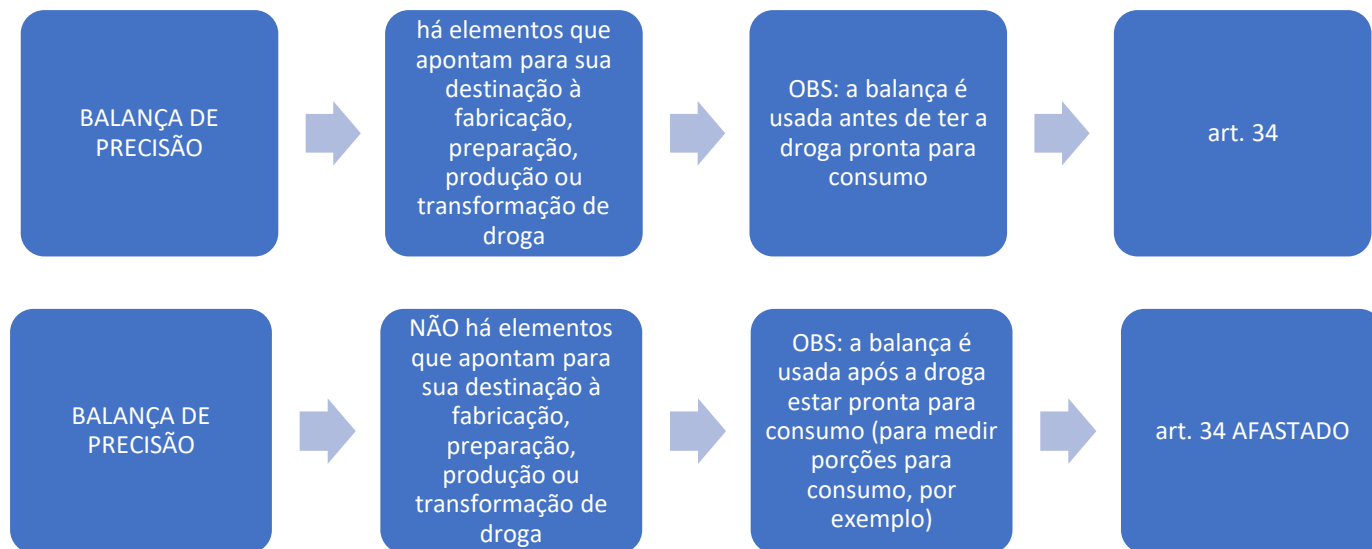 BALANÇA DE
PRECISÃO
há elementos que
apontam para sua
destinação à
fabricação,
preparação,
produção ou
transformação de
droga
OBS: a balança é
usada antes de ter a
droga pronta para
consumo
art. 34
BALANÇA DE
PRECISÃO
NÃO há elementos
que apontam para
sua destinação à
fabricação,
preparação,
produção ou
transformação de
droga
OBS: a balança é
usada após a droga
estar pronta para
consumo (para medir
porções para
consumo, por
exemplo)
art. 34 AFASTADO